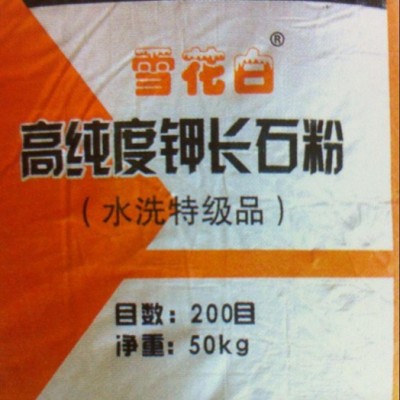 雪花白®
高纯度钾长石粉
（水洗特级品）
目数：200目
净重：50kg